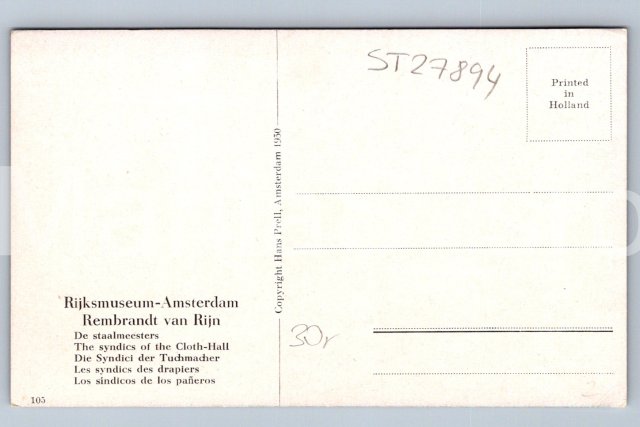 ST27894
Printed
in
Holland
Copyright Hans Prell, Amsterdam 1950
Rijksmuseum-Amsterdam
Rembrandt van Rijn
De staalmeesters
The syndics of the Cloth-Hall
Die Syndici der Tuchmacher
Les syndics des drapiers
Los sindicos de los pañeros
105